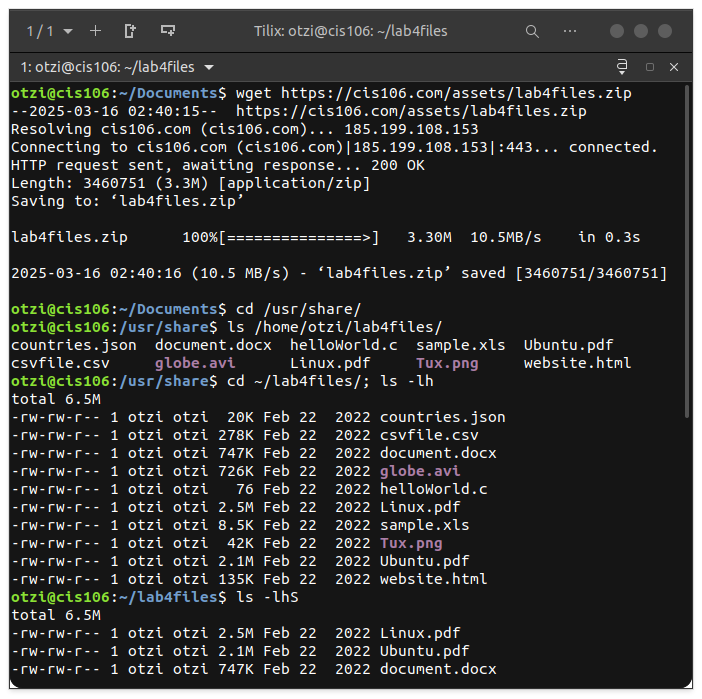 1 / 1
Tilix: otzi@cis106: ~/lab4files
1: otzi@cis106: ~/lab4files
otzi@cis106:~/Documents$ wget https://cis106.com/assets/lab4files.zip
--2025-03-16 02:40:15--  https://cis106.com/assets/lab4files.zip
Resolving cis106.com (cis106.com)... 185.199.108.153
Connecting to cis106.com (cis106.com)|185.199.108.153|:443... connected.
HTTP request sent, awaiting response... 200 OK
Length: 3460751 (3.3M) [application/zip]
Saving to: ‘lab4files.zip’
lab4files.zip      100%[===============>]   3.30M  10.5MB/s    in 0.3s
2025-03-16 02:40:16 (10.5 MB/s) - ‘lab4files.zip’ saved [3460751/3460751]
otzi@cis106:~/Documents$ cd /usr/share/
otzi@cis106:/usr/share$ ls /home/otzi/lab4files/
countries.json  document.docx  helloWorld.c  sample.xls  Ubuntu.pdf
csvfile.csv     globe.avi      Linux.pdf     Tux.png     website.html
otzi@cis106:/usr/share$ cd ~/lab4files/; ls -lh
total 6.5M
-rw-rw-r-- 1 otzi otzi  20K Feb 22  2022 countries.json
-rw-rw-r-- 1 otzi otzi 278K Feb 22  2022 csvfile.csv
-rw-rw-r-- 1 otzi otzi 747K Feb 22  2022 document.docx
-rw-rw-r-- 1 otzi otzi 726K Feb 22  2022 globe.avi
-rw-rw-r-- 1 otzi otzi   76 Feb 22  2022 helloWorld.c
-rw-rw-r-- 1 otzi otzi 2.5M Feb 22  2022 Linux.pdf
-rw-rw-r-- 1 otzi otzi 8.5K Feb 22  2022 sample.xls
-rw-rw-r-- 1 otzi otzi  42K Feb 22  2022 Tux.png
-rw-rw-r-- 1 otzi otzi 2.1M Feb 22  2022 Ubuntu.pdf
-rw-rw-r-- 1 otzi otzi 135K Feb 22  2022 website.html
otzi@cis106:~/lab4files$ ls -lhS
total 6.5M
-rw-rw-r-- 1 otzi otzi 2.5M Feb 22  2022 Linux.pdf
-rw-rw-r-- 1 otzi otzi 2.1M Feb 22  2022 Ubuntu.pdf
-rw-rw-r-- 1 otzi otzi 747K Feb 22  2022 document.docx